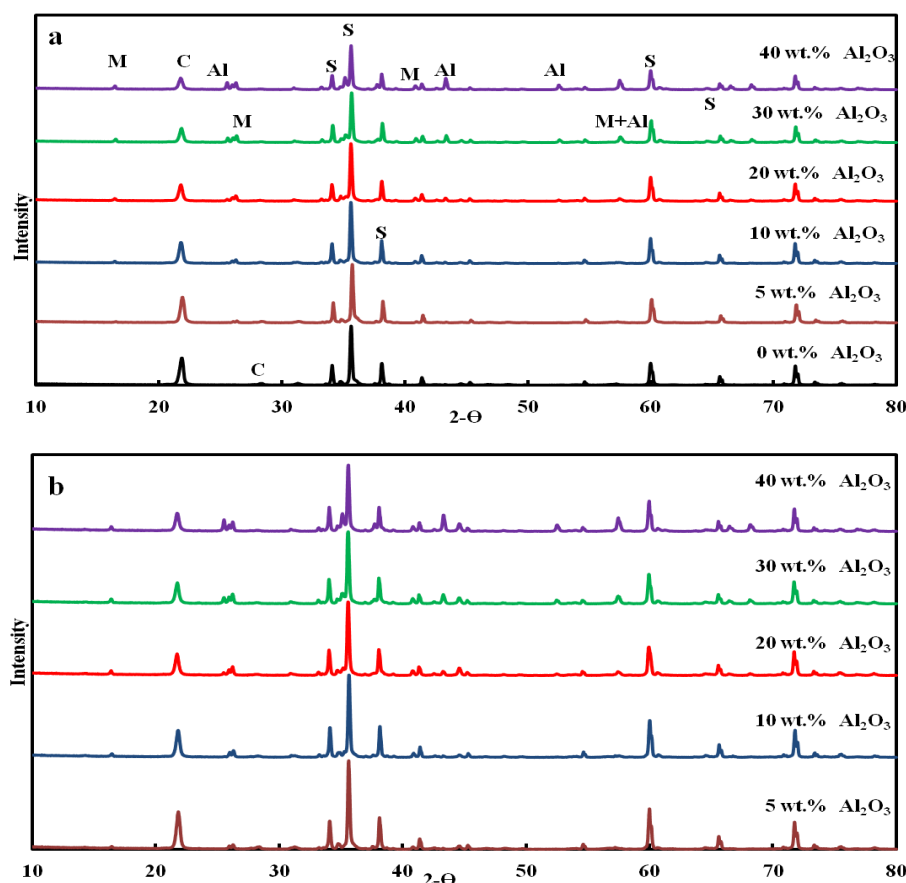 a
S
40 wt.% Al₂O₃
M
C
Al
S
M
Al
Al
S
S
30 wt.% Al₂O₃
M
M+Al
20 wt.% Al₂O₃
S
10 wt.% Al₂O₃
5 wt.% Al₂O₃
C
0 wt.% Al₂O₃
Intensity
10 20 30 40 50 60 70 80
2-Ɵ
b
40 wt.% Al₂O₃
30 wt.% Al₂O₃
20 wt.% Al₂O₃
10 wt.% Al₂O₃
5 wt.% Al₂O₃
Intensity
10 20 30 40 50 60 70 80
2-Ɵ